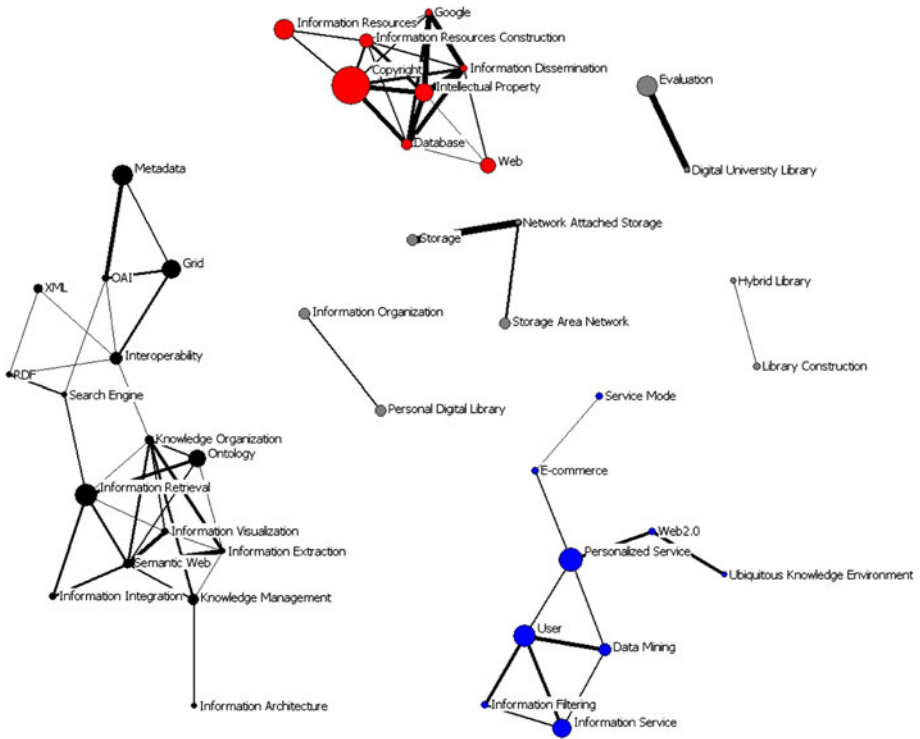 Google
Information Resources
Information Resources Construction
Copyright
Information Dissemination
Intellectual Property
Evaluation
Database
Web
Digital University Library
Metadata
Network Attached Storage
Storage
Grid
OAI
XML
Hybrid Library
Information Organization
Storage Area Network
Interoperability
RDF
Library Construction
Search Engine
Service Mode
Personal Digital Library
Knowledge Organization
Ontology
E-commerce
Information Retrieval
Information Visualization
Web2.0
Information Extraction
Personalized Service
Semantic Web
Ubiquitous Knowledge Environment
Information Integration
Knowledge Management
User
Data Mining
Information Architecture
Information Filtering
Information Service